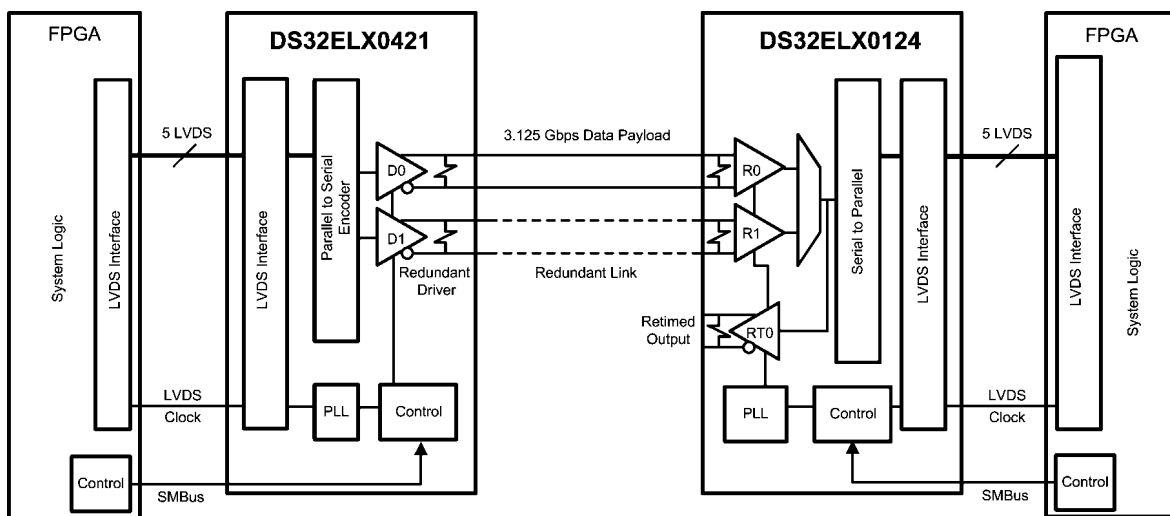 FPGA
System Logic
LVDS Interface
Control
5 LVDS
LVDS
Clock
SMBus
DS32ELX0421
LVDS Interface
Parallel to Serial
Encoder
D0
D1
Redundant
Driver
PLL
Control
3.125 Gbps Data Payload
Redundant Link
Retimed
Output
DS32ELX0124
R0
R1
RT0
Serial to Parallel
LVDS Interface
PLL
Control
5 LVDS
LVDS
Clock
SMBus
FPGA
LVDS Interface
System Logic
Control